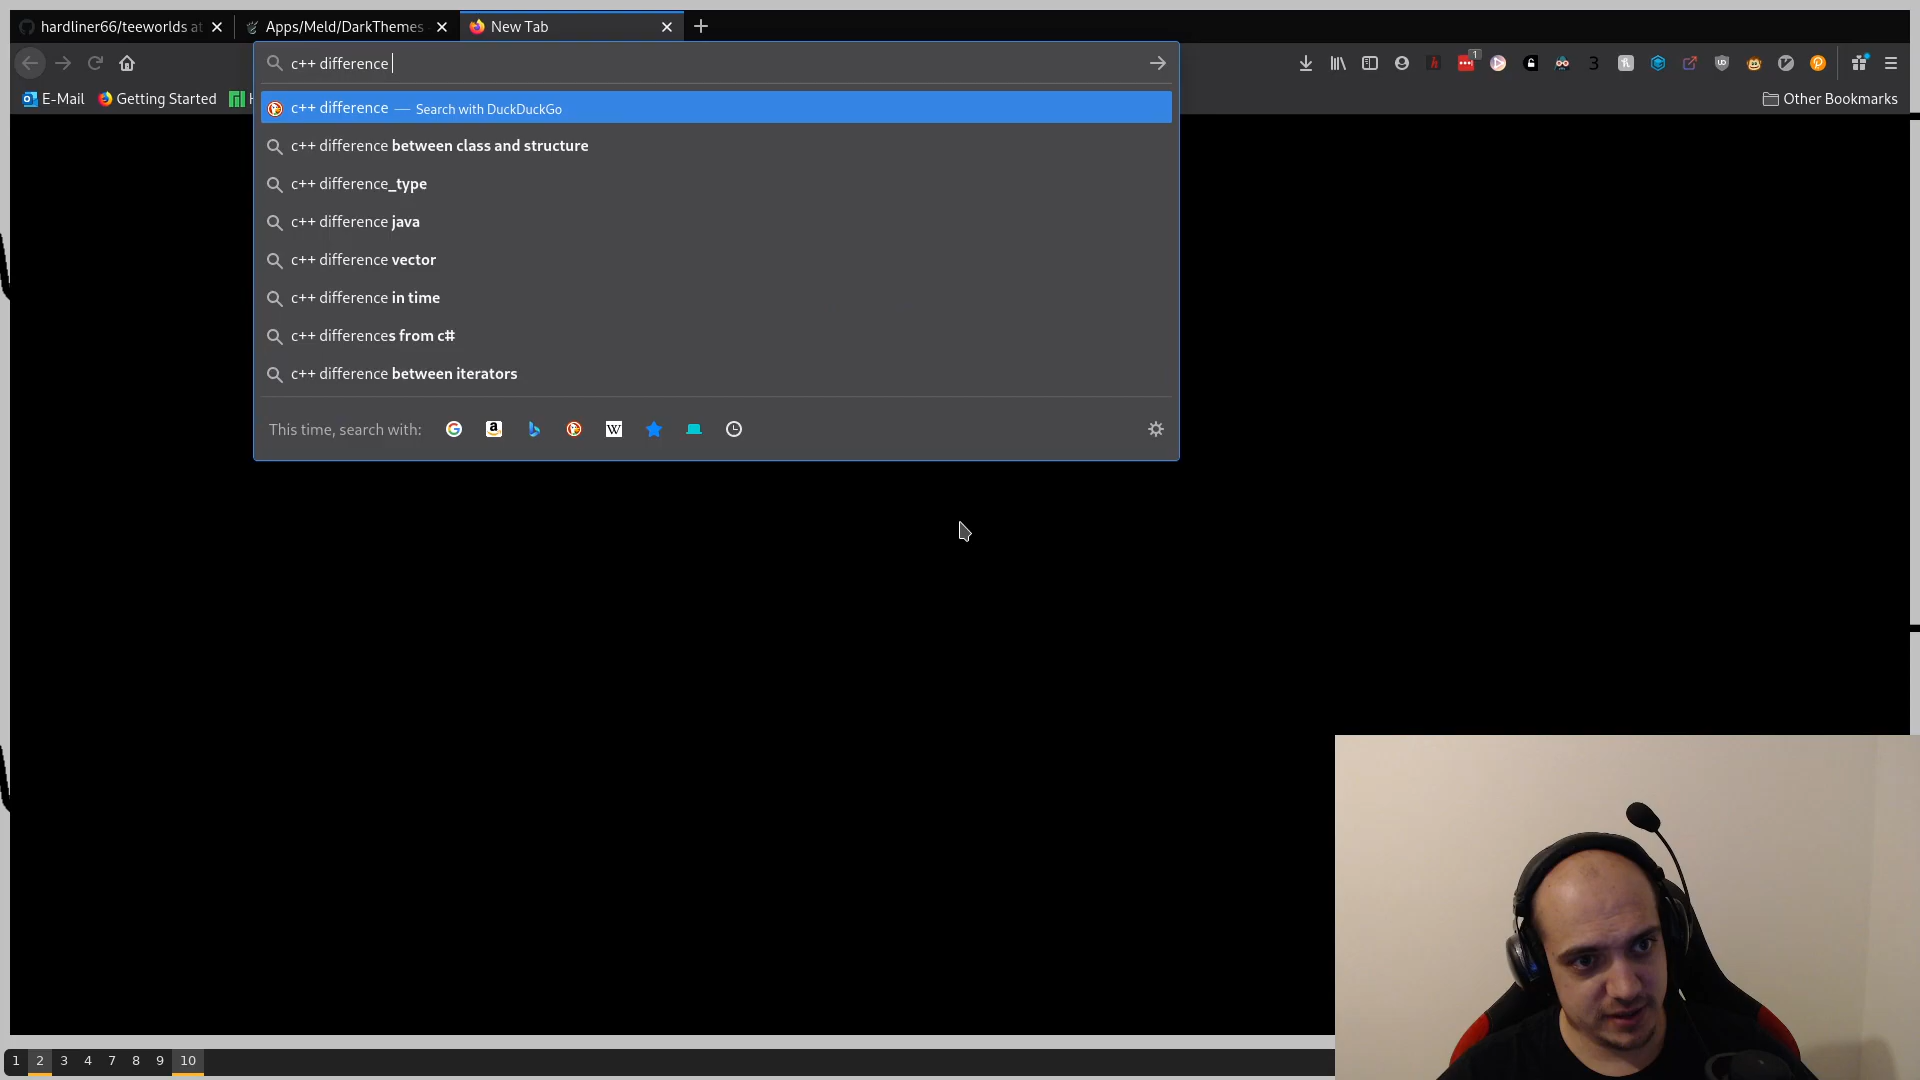 hardliner66/teeworlds at
Apps/Meld/DarkThemes -
New Tab
c++ difference
1
3
E-Mail
Getting Started
Other Bookmarks
c++ difference — Search with DuckDuckGo
c++ difference between class and structure
c++ difference_type
c++ difference java
c++ difference vector
c++ difference in time
c++ differences from c#
c++ difference between iterators
This time, search with:
1 2 3 4 7 8 9 10